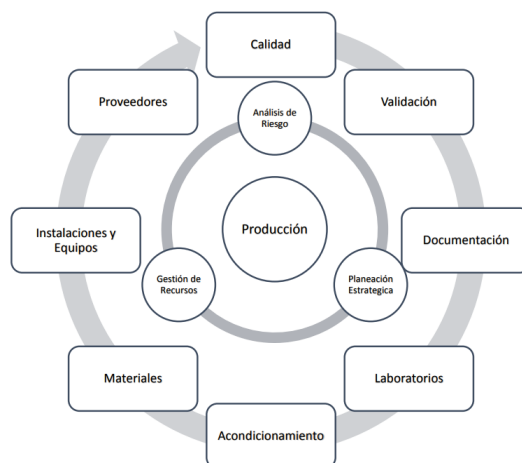 Calidad
Proveedores
Validación
Análisis de
Riesgo
Instalaciones y
Equipos
Producción
Documentación
Gestión de
Recursos
Planeación
Estrategica
Materiales
Laboratorios
Acondicionamiento